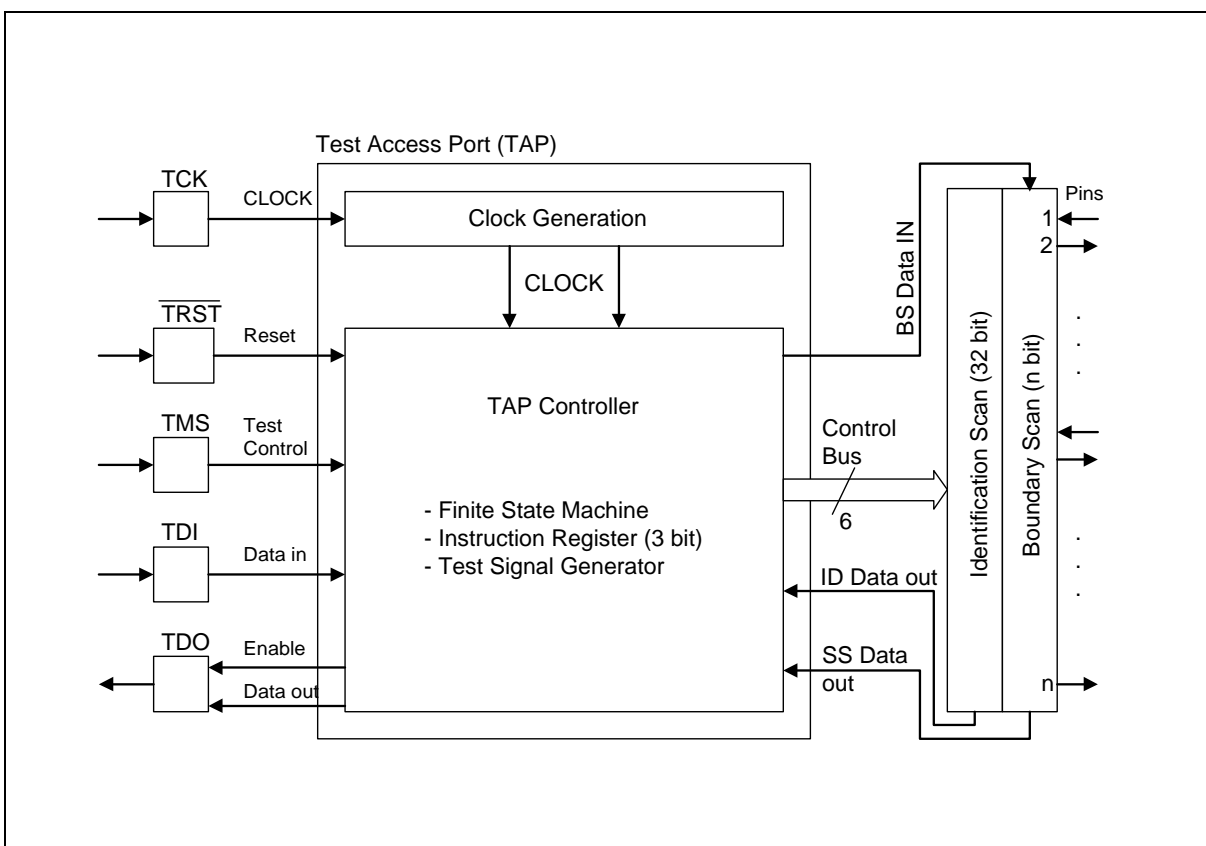 Test Access Port (TAP)
TCK
CLOCK
Clock Generation
CLOCK
TRST
Reset
TMS
Test
Control
TAP Controller
- Finite State Machine
- Instruction Register (3 bit)
- Test Signal Generator
TDI
Data in
TDO
Enable
Data out
BS Data IN
Control
Bus
6
ID Data out
SS Data
out
Identification Scan (32 bit)
Boundary Scan (n bit)
Pins
1
2
.
.
.
.
.
.
n